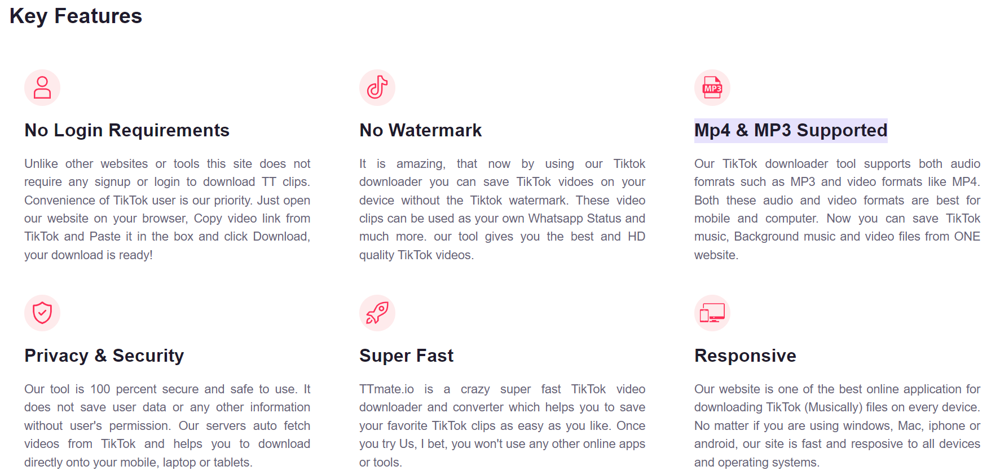 Key Features
No Login Requirements
Unlike other websites or tools this site does not
require any signup or login to download TT clips.
Convenience of TikTok user is our priority. Just open
our website on your browser, Copy video link from
TikTok and Paste it in the box and click Download,
your download is ready!
No Watermark
It is amazing, that now by using our Tiktok
downloader you can save TikTok vidoes on your
device without the Tiktok watermark. These video
clips can be used as your own Whatsapp Status and
much more. our tool gives you the best and HD
quality TikTok videos.
MP3
Mp4 & MP3 Supported
Our TikTok downloader tool supports both audio
fomrats such as MP3 and video formats like MP4.
Both these audio and video formats are best for
mobile and computer. Now you can save TikTok
music, Background music and video files from ONE
website.
Privacy & Security
Our tool is 100 percent secure and safe to use. It
does not save user data or any other information
without user's permission. Our servers auto fetch
videos from TikTok and helps you to download
directly onto your mobile, laptop or tablets.
Super Fast
TTmate.io is a crazy super fast TikTok video
downloader and converter which helps you to save
your favorite TikTok clips as easy as you like. Once
you try Us, I bet, you won't use any other online apps
or tools.
Responsive
Our website is one of the best online application for
downloading TikTok (Musically) files on every device.
No matter if you are using windows, Mac, iphone or
android, our site is fast and resposive to all devices
and operating systems.